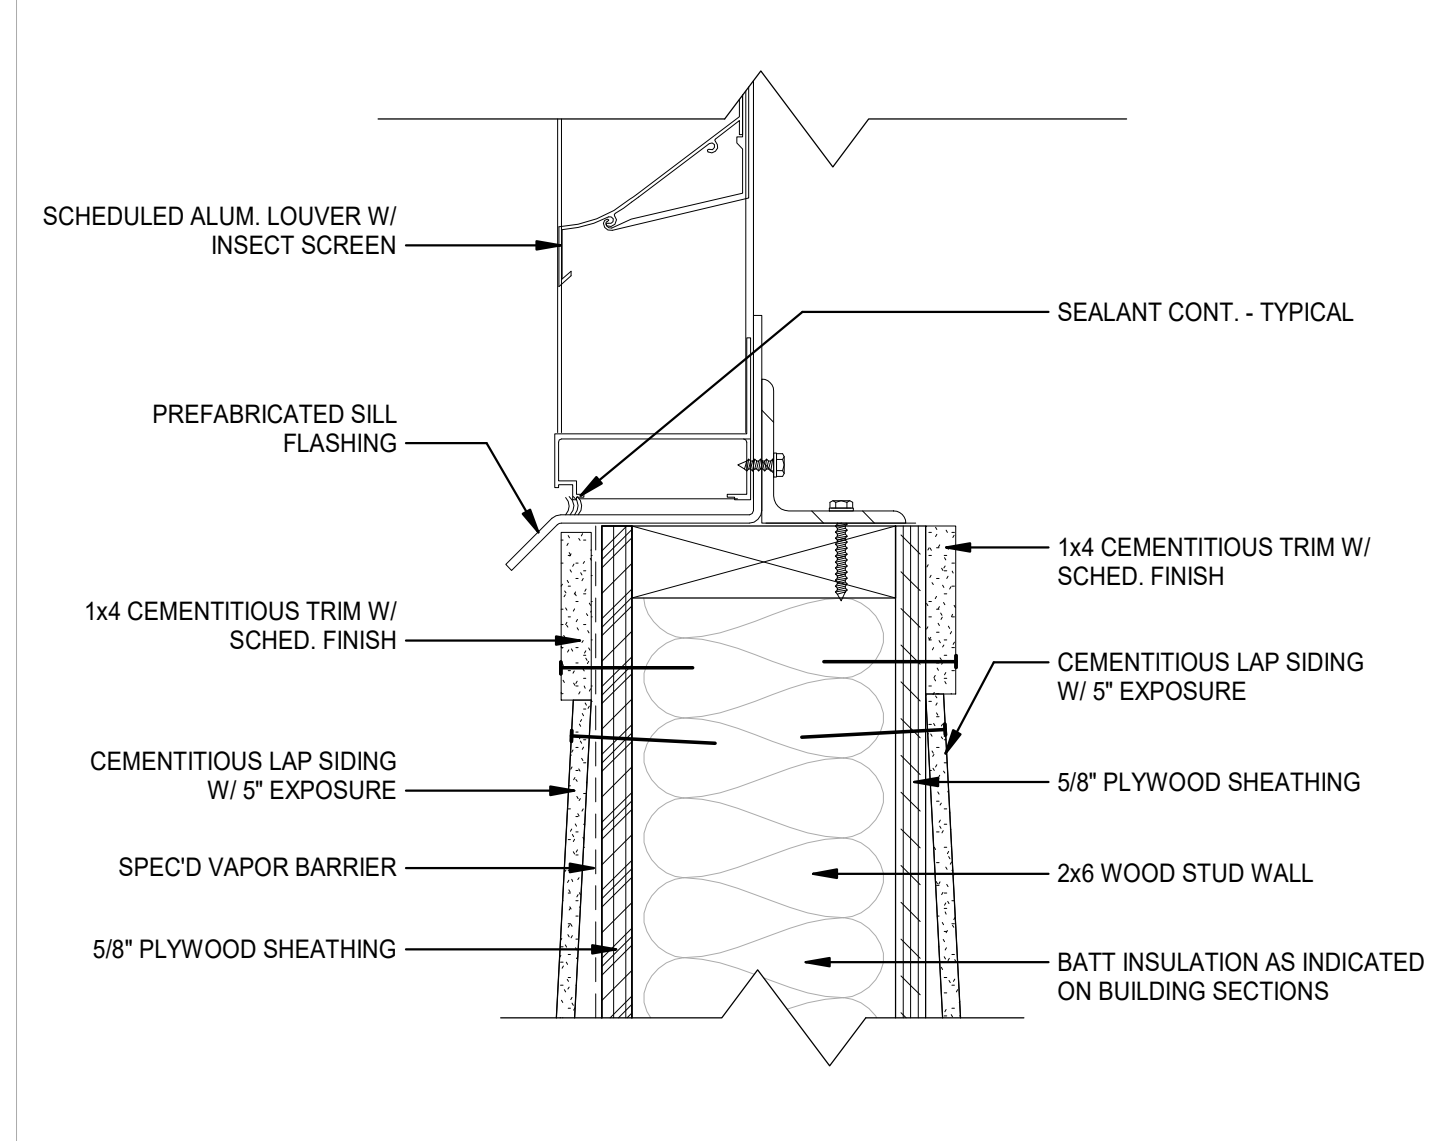 SCHEDULED ALUM. LOUVER W/
INSECT SCREEN
PREFABRICATED SILL
FLASHING
1x4 CEMENTITIOUS TRIM W/
SCHED. FINISH
CEMENTITIOUS LAP SIDING
W/ 5" EXPOSURE
SPEC'D VAPOR BARRIER
5/8" PLYWOOD SHEATHING
SEALANT CONT. - TYPICAL
1x4 CEMENTITIOUS TRIM W/
SCHED. FINISH
CEMENTITIOUS LAP SIDING
W/ 5" EXPOSURE
5/8" PLYWOOD SHEATHING
2x6 WOOD STUD WALL
BATT INSULATION AS INDICATED
ON BUILDING SECTIONS